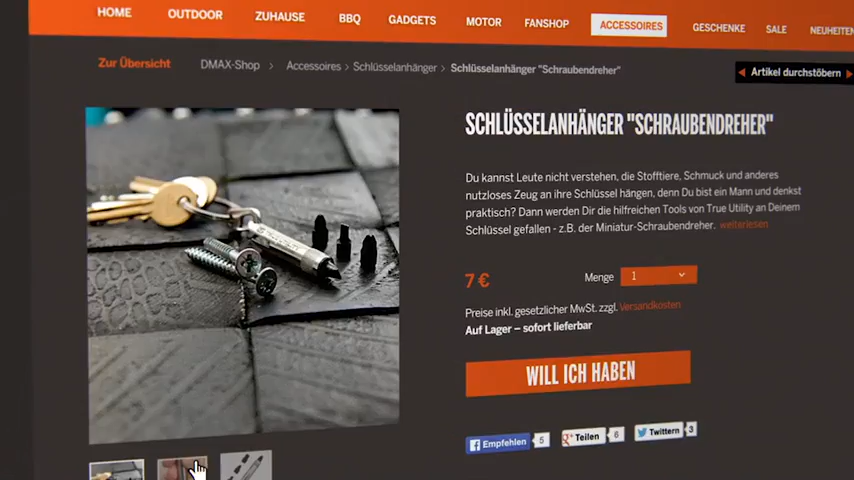 HOME OUTDOOR ZUHAUSE BBQ GADGETS MOTOR FANSHOP ACCESSOIRES GESCHENKE SALE NEUHEITEN
Zur Übersicht DMAX-Shop > Accessoires > Schlüsselanhänger > Schlüsselanhänger "Schraubendreher"
Artikel durchstöbern
SCHLÜSSELANHÄNGER "SCHRAUBENDREHER"
Du kannst Leute nicht verstehen, die Stofftiere, Schmuck und anderes
nutzloses Zeug an ihre Schlüssel hängen, denn Du bist ein Mann und denkst
praktisch? Dann werden Dir die hilfreichen Tools von True Utility an Deinem
Schlüssel gefallen - z.B. der Miniatur-Schraubendreher. weiterlesen
7 € Menge 1
Preise inkl. gesetzlicher MwSt. zzgl. Versandkosten
Auf Lager – sofort lieferbar
WILL ICH HABEN
Empfehlen 5 Teilen 6 Twittern 3